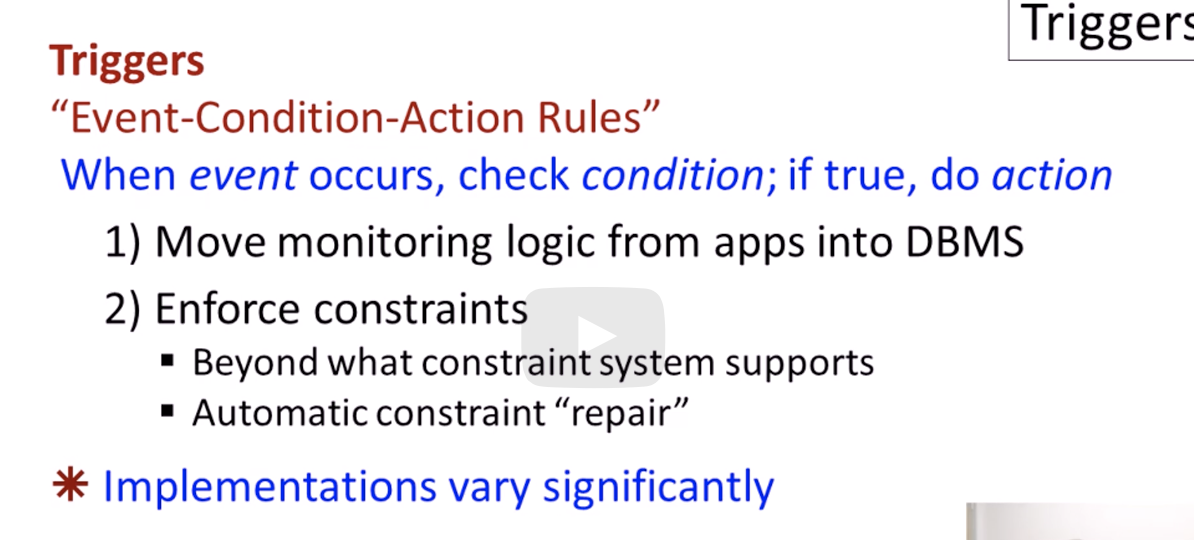 Triggers
Triggers
“Event-Condition-Action Rules”
When event occurs, check condition; if true, do action
1) Move monitoring logic from apps into DBMS
2) Enforce constraints
▪ Beyond what constraint system supports
▪ Automatic constraint “repair”
✳ Implementations vary significantly